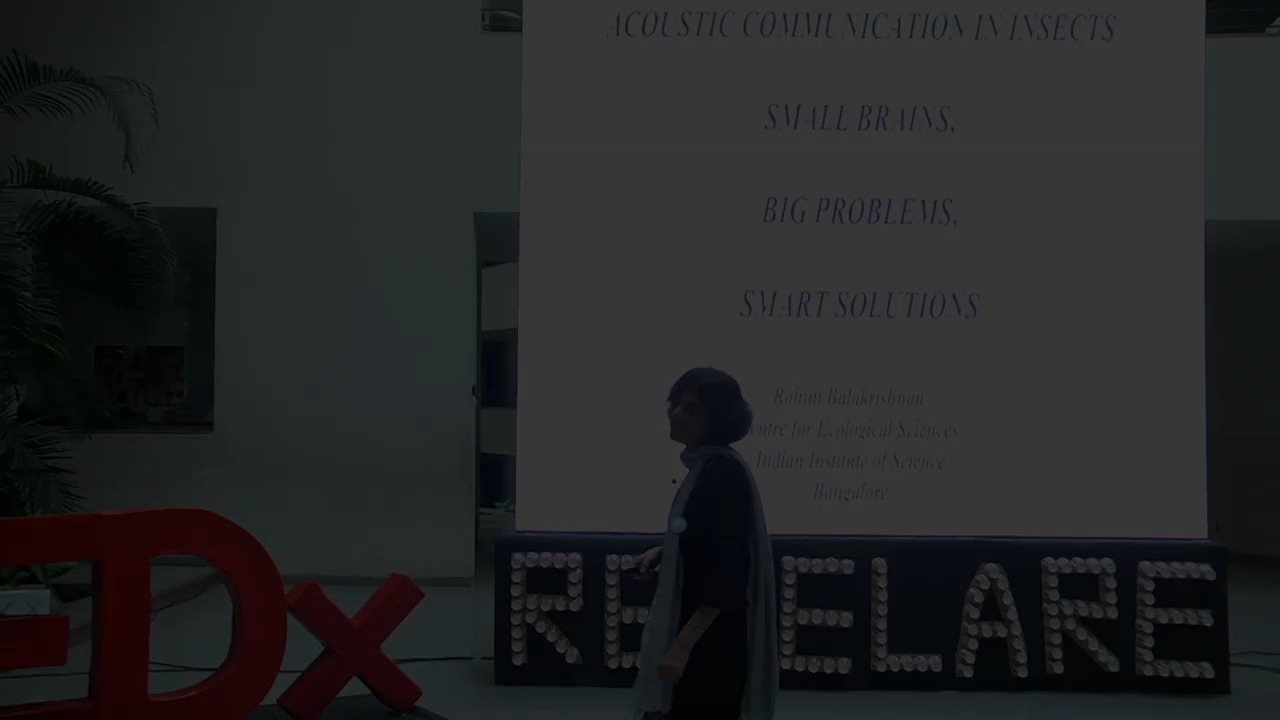 ACOUSTIC COMMUNICATION IN INSECTS
SMALL BRAINS,
BIG PROBLEMS,
SMART SOLUTIONS
Rohini Balakrishnan
for Ecological Sciences
Indian Institute of Science
Bangalore
EDx
RE ELARE